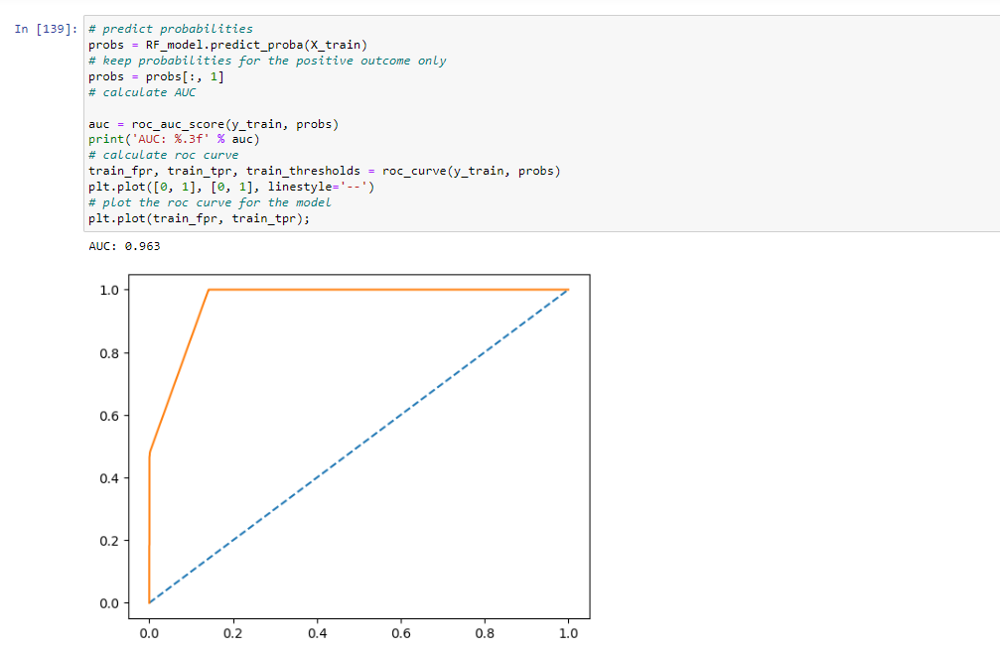 In [139]: # predict probabilities
probs = RF_model.predict_proba(X_train)
# keep probabilities for the positive outcome only
probs = probs[:, 1]
# calculate AUC
auc = roc_auc_score(y_train, probs)
print('AUC: %.3f' % auc)
# calculate roc curve
train_fpr, train_tpr, train_thresholds = roc_curve(y_train, probs)
plt.plot([0, 1], [0, 1], linestyle='--')
# plot the roc curve for the model
plt.plot(train_fpr, train_tpr);
AUC: 0.963
1.0
0.8
0.6
0.4
0.2
0.0
0.0 0.2 0.4 0.6 0.8 1.0